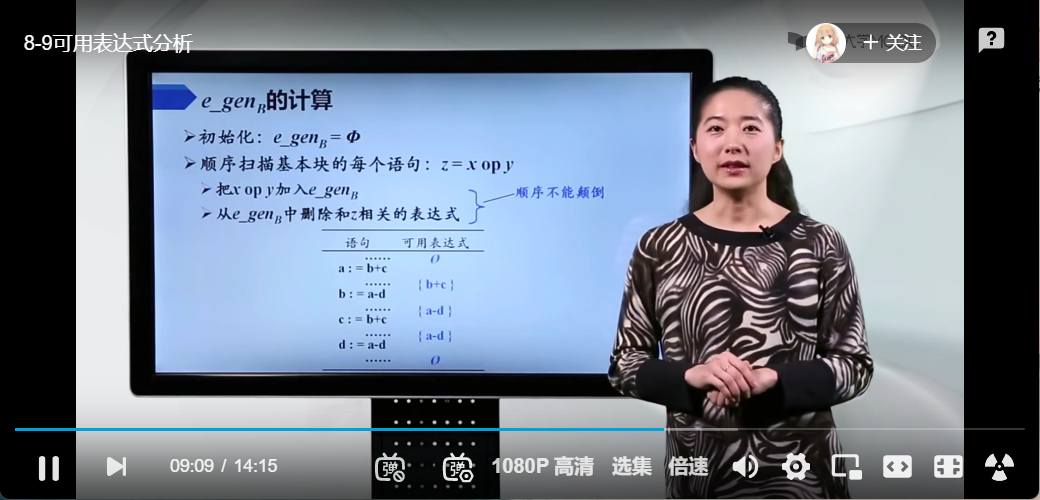 8-9可用表达式分析
大学
+ 关注
?
e_gen_B的计算
➢初始化：e_gen_B = Φ
➢顺序扫描基本块的每个语句：z = x op y
➢把x op y加入e_gen_B
➢从e_gen_B中删除和z相关的表达式
顺序不能颠倒
语句 可用表达式
…… Ø
a : = b+c
…… { b+c }
b : = a-d
…… { a-d }
c : = b+c
…… { a-d }
d : = a-d
…… Ø
09:09 / 14:15 弹 弹 1080P 高清 选集 倍速